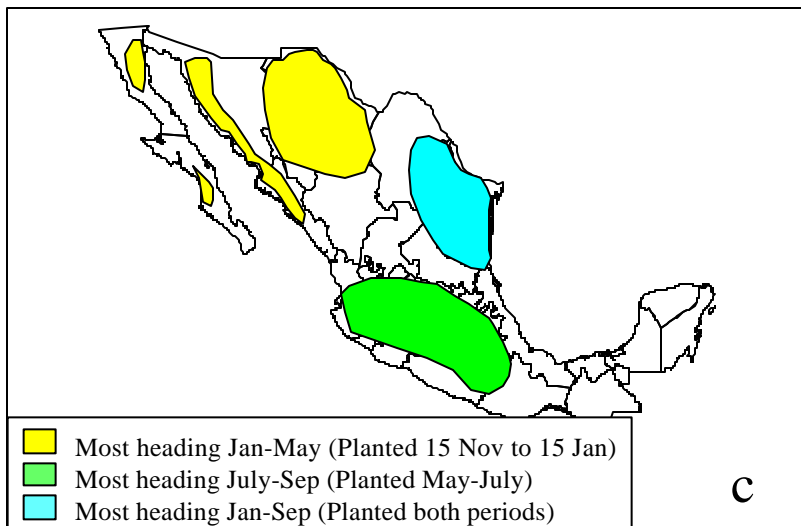 Most heading Jan-May (Planted 15 Nov to 15 Jan)
Most heading July-Sep (Planted May-July)
Most heading Jan-Sep (Planted both periods)
c